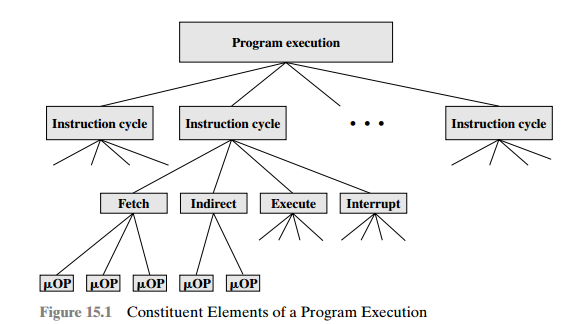 Program execution
Instruction cycle Instruction cycle • • • Instruction cycle
Fetch Indirect Execute Interrupt
μOP μOP μOP μOP μOP
Figure 15.1 Constituent Elements of a Program Execution